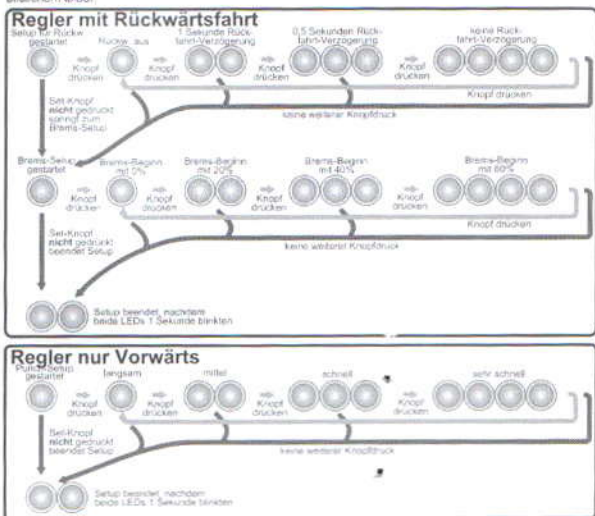 Regler mit Rückwärtsfahrt
Setup für Rückw.
gestartet
Rückw. aus
1 Sekunde Rück-
fahrt-Verzögerung
0,5 Sekunden Rück-
fahrt-Verzögerung
keine Rück-
fahrt-Verzögerung
Knopf
drücken
Knopf
drücken
Knopf
drücken
Knopf
drücken
Knopf drücken
Set-Knopf
nicht gedrückt
springt zum
Brems-Setup
keine weiterer Knopfdruck
Brems-Setup
gestartet
Brems-Beginn
mit 0%
Brems-Beginn
mit 20%
Brems-Beginn
mit 40%
Brems-Beginn
mit 60%
Knopf
drücken
Knopf
drücken
Knopf
drücken
Knopf
drücken
Knopf drücken
Set-Knopf
nicht gedrückt
beendet Setup
keine weiterer Knopfdruck
Setup beendet, nachdem
beide LEDs 1 Sekunde blinkten
Regler nur Vorwärts
Punch-Setup
gestartet
langsam
mittel
schnell
sehr schnell
Knopf
drücken
Knopf
drücken
Knopf
drücken
Knopf
drücken
Knopf drücken
Set-Knopf
nicht gedrückt
beendet Setup
keine weiterer Knopfdruck
Setup beendet, nachdem
beide LEDs 1 Sekunde blinkten